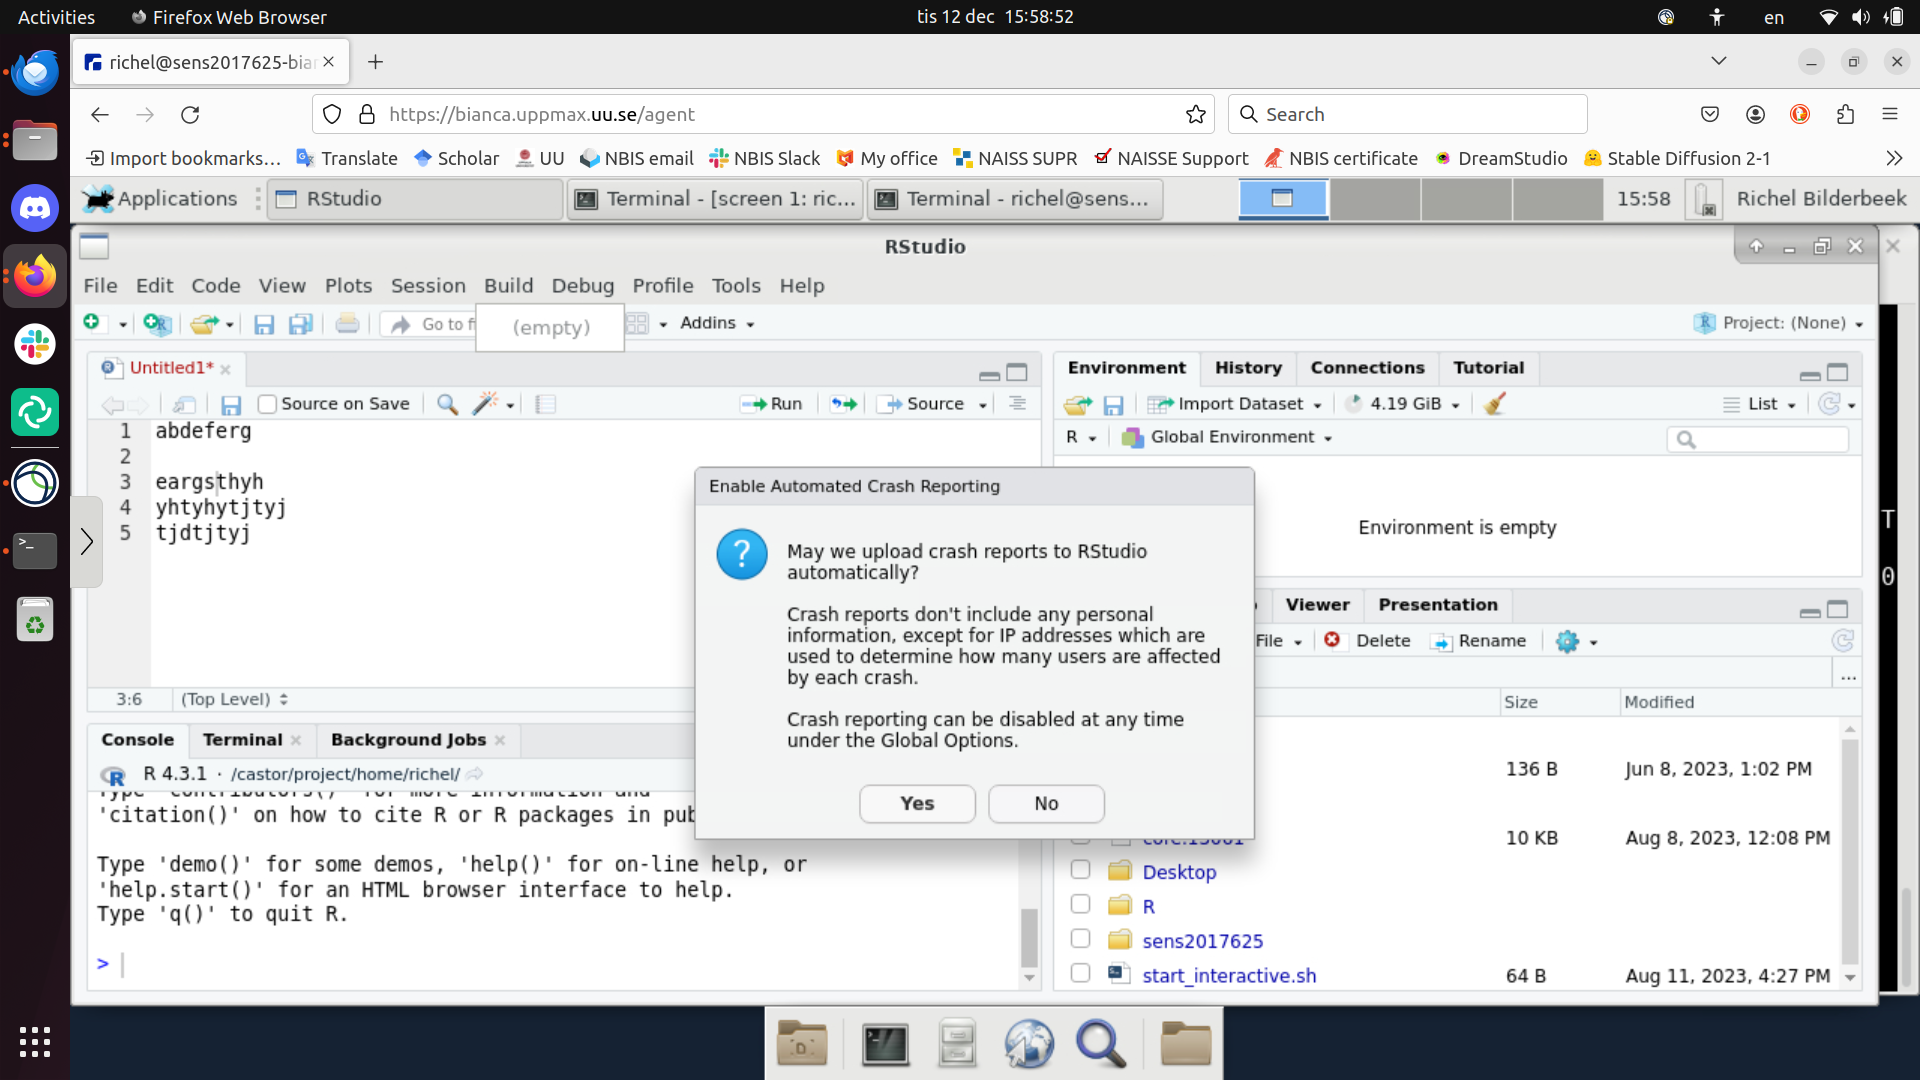 Activities
Firefox Web Browser
tis 12 dec 15:58:52
en
richel@sens2017625-bian
https://bianca.uppmax.uu.se/agent
Search
Import bookmarks...
Translate
Scholar
UU
NBIS email
NBIS Slack
My office
NAISS SUPR
NAISSE Support
NBIS certificate
DreamStudio
Stable Diffusion 2-1
Applications
RStudio
Terminal - [screen 1: ric...
Terminal - richel@sens...
15:58
Richel Bilderbeek
RStudio
File Edit Code View Plots Session Build Debug Profile Tools Help
Go to fi
(empty)
Addins
Project: (None)
Untitled1*
Source on Save
Run
Source
1 abdeferg
2
3 eargsthyh
4 yhtyhytjtyj
5 tjdtjtyj
3:6
(Top Level)
Environment
History
Connections
Tutorial
Import Dataset
4.19 GiB
List
R
Global Environment
Environment is empty
T
0
Enable Automated Crash Reporting
?
May we upload crash reports to RStudio
automatically?
Crash reports don't include any personal
information, except for IP addresses which are
used to determine how many users are affected
by each crash.
Crash reporting can be disabled at any time
under the Global Options.
Yes
No
Console
Terminal
Background Jobs
R 4.3.1 · /castor/project/home/richel/
Type 'contributors()' for more information and
'citation()' on how to cite R or R packages in pub
Type 'demo()' for some demos, 'help()' for on-line help, or
'help.start()' for an HTML browser interface to help.
Type 'q()' to quit R.
>
Viewer
Presentation
File
Delete
Rename
...
Size
Modified
136 B
Jun 8, 2023, 1:02 PM
core.13661
10 KB
Aug 8, 2023, 12:08 PM
Desktop
R
sens2017625
start_interactive.sh
64 B
Aug 11, 2023, 4:27 PM